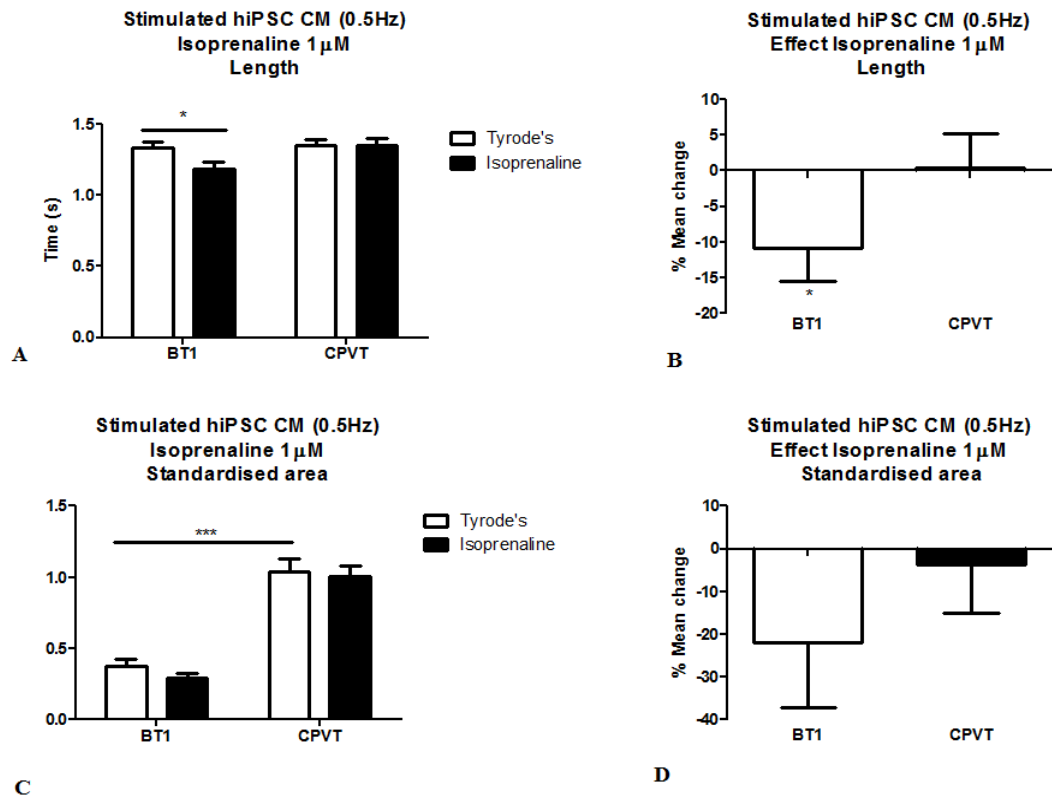 Stimulated hiPSC CM (0.5Hz)
Isoprenaline 1µM
Length
*
1.5
1.0
0.5
0.0
Time (s)
BT1
CPVT
Tyrode's
Isoprenaline
A
Stimulated hiPSC CM (0.5Hz)
Effect Isoprenaline 1µM
Length
10
5
0
-5
-10
-15
-20
% Mean change
*
BT1
CPVT
B
Stimulated hiPSC CM (0.5Hz)
Isoprenaline 1µM
Standardised area
***
1.5
1.0
0.5
0.0
BT1
CPVT
Tyrode's
Isoprenaline
C
Stimulated hiPSC CM (0.5Hz)
Effect Isoprenaline 1µM
Standardised area
10
0
-10
-20
-30
-40
% Mean change
BT1
CPVT
D